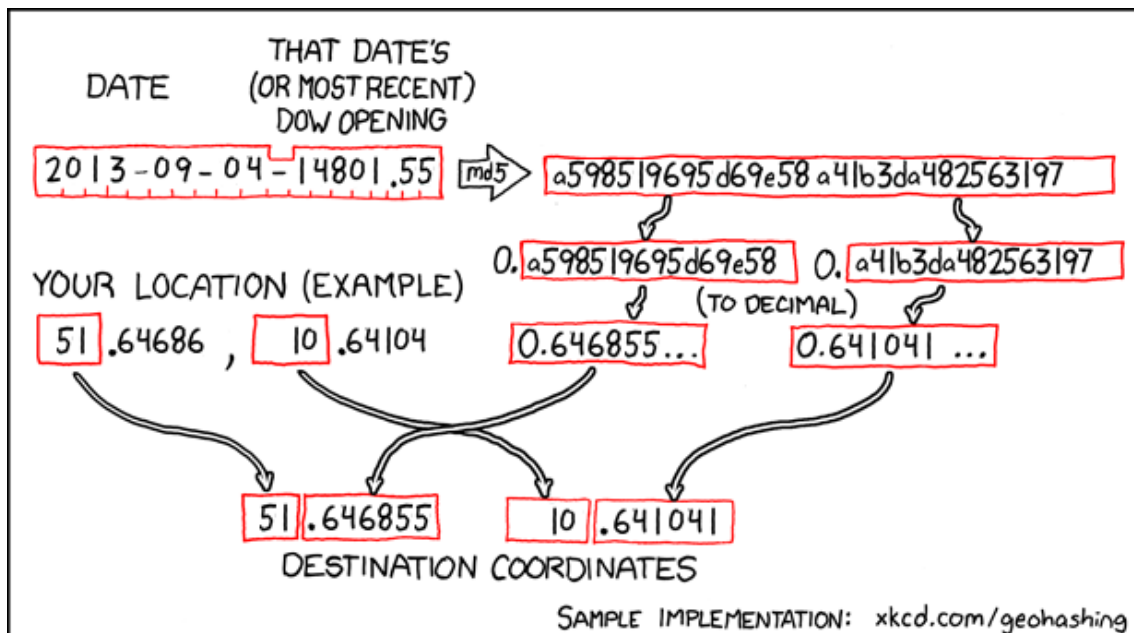 DATE
THAT DATE'S
(OR MOST RECENT)
DOW OPENING
2013-09-04-14801.55
md5
a598519695d69e58a41b3da482563197
0.a598519695d69e58
0.a41b3da482563197
(TO DECIMAL)
YOUR LOCATION (EXAMPLE)
51.64686, 10.64104
0.646855...
0.641041...
51.646855
10.641041
DESTINATION COORDINATES
SAMPLE IMPLEMENTATION: xkcd.com/geohashing